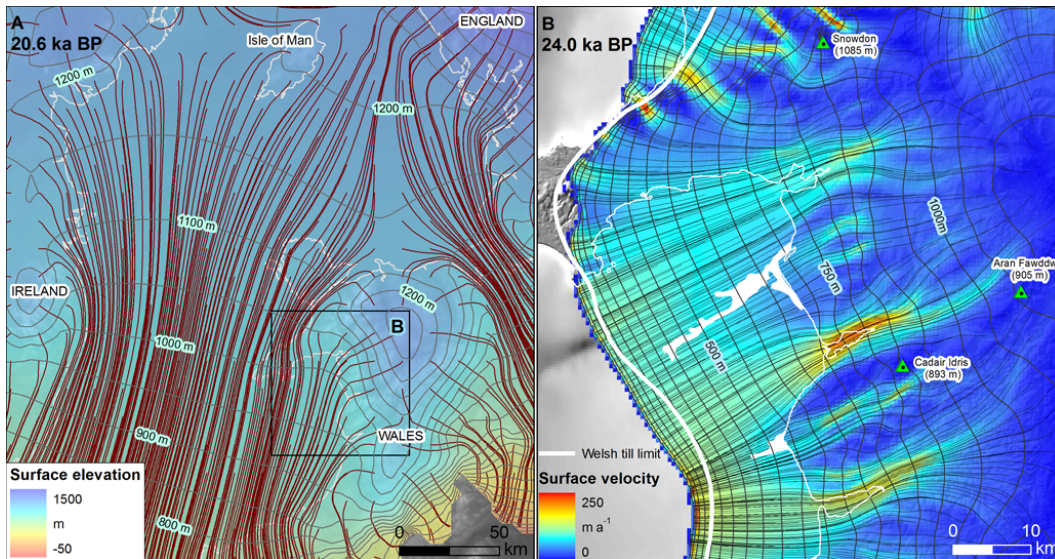 A
20.6 ka BP
Isle of Man
ENGLAND
1200 m
1200 m
1100 m
IRELAND
1200 m
B
1000 m
900 m
WALES
800 m
Surface elevation
1500
m
-50
0
50
km
B
24.0 ka BP
Snowdon
(1085 m)
1000m
Aran Fawddw
(905 m)
750 m
500 m
Cadair Idris
(893 m)
Welsh till limit
Surface velocity
250
m a⁻¹
0
0
10
km